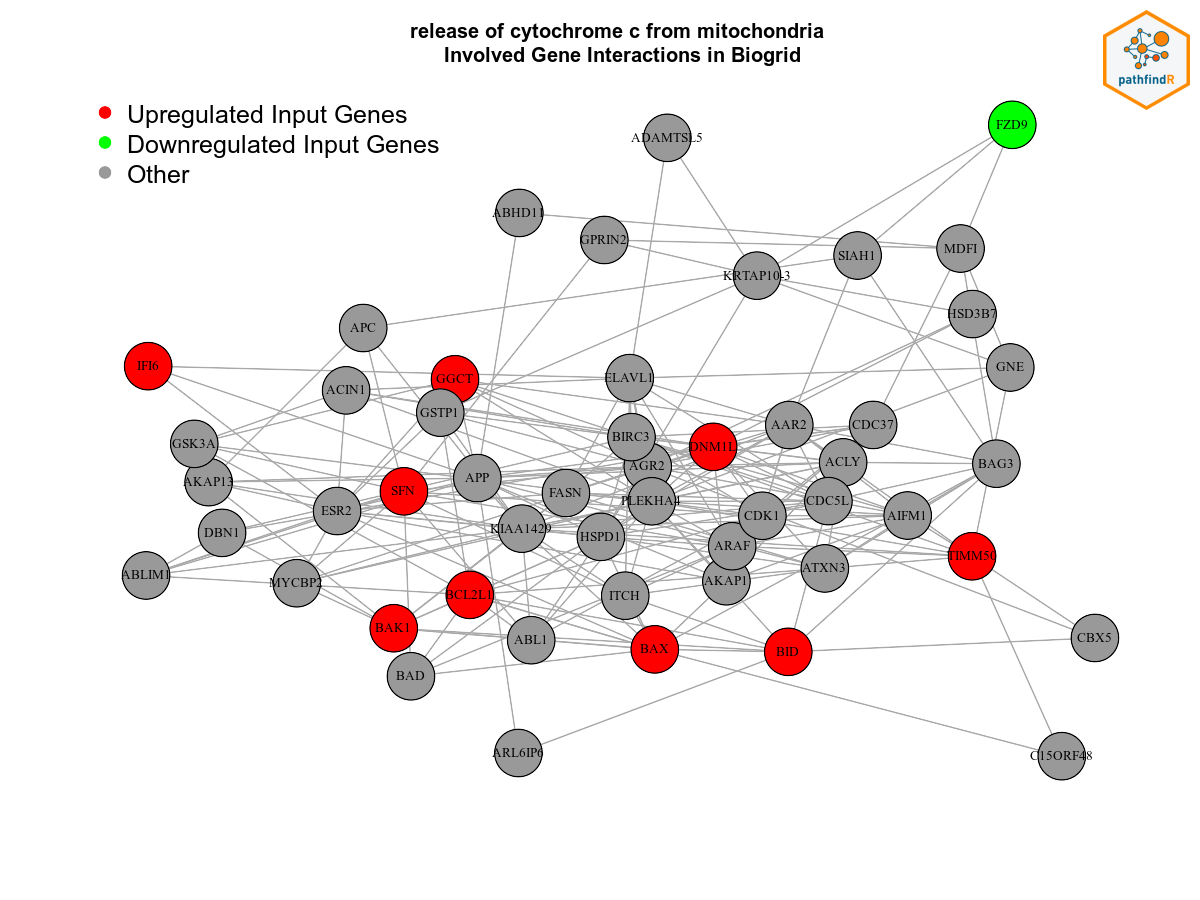 release of cytochrome c from mitochondria
Involved Gene Interactions in Biogrid
pathfindR
Upregulated Input Genes
Downregulated Input Genes
Other
FZD9
ADAMTSL5
ABHD11
GPRIN2
MDFI
SIAH1
KRTAP10-3
HSD3B7
APC
IFI6
GNE
GGCT
ELAVL1
ACIN1
GSTP1
AAR2
CDC37
BIRC3
GSK3A
DNM1L
ACLY
BAG3
AGR2
AKAP13
APP
SFN
FASN
PLEKHA4
CDC5L
ESR2
CDK1
AIFM1
DBN1
KIAA1429
HSPD1
ARAF
TIMM50
ATXN3
ABLIM1
MYCBP2
AKAP1
BCL2L1
ITCH
BAK1
ABL1
CBX5
BAX
BID
BAD
ARL6IP6
C15ORF48